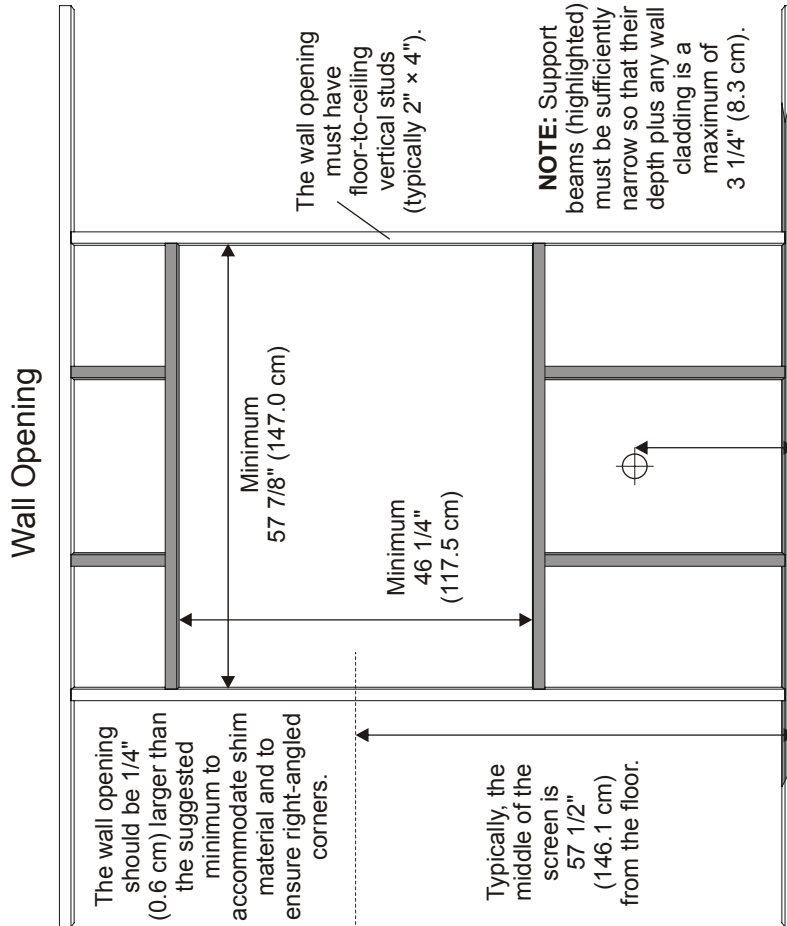 Wall Opening
The wall opening
should be 1/4"
(0.6 cm) larger than
the suggested
minimum to
accommodate shim
material and to
ensure right-angled
corners.
Minimum
57 7/8" (147.0 cm)
The wall opening
must have
floor-to-ceiling
vertical studs
(typically 2" × 4").
Minimum
46 1/4"
(117.5 cm)
Typically, the
middle of the
screen is
57 1/2"
(146.1 cm)
from the floor.
NOTE: Support
beams (highlighted)
must be sufficiently
narrow so that their
depth plus any wall
cladding is a
maximum of
3 1/4" (8.3 cm).